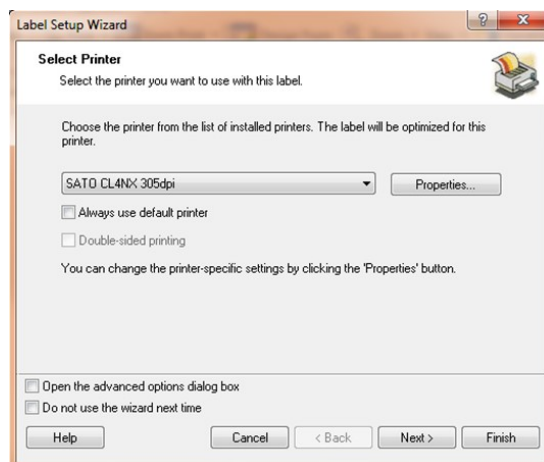 Label Setup Wizard
Select Printer
Select the printer you want to use with this label.
Choose the printer from the list of installed printers. The label will be optimized for this
printer.
SATO CL4NX 305dpi
Properties...
Always use default printer
Double-sided printing
You can change the printer-specific settings by clicking the 'Properties' button.
Open the advanced options dialog box
Do not use the wizard next time
Help Cancel < Back Next > Finish